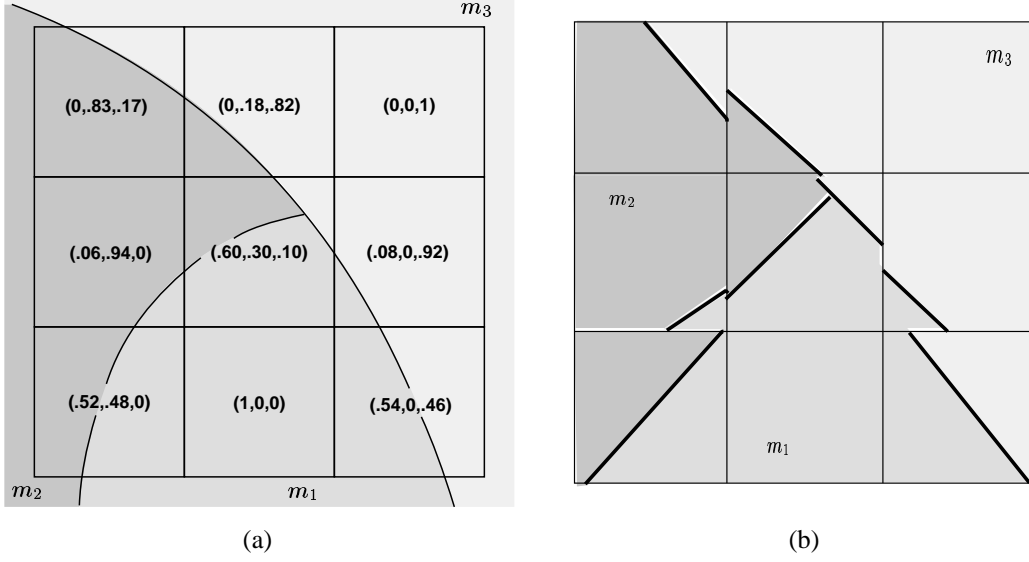 m₃
(0,.83,.17) (0,.18,.82) (0,0,1)
(.06,.94,0) (.60,.30,.10) (.08,0,.92)
(.52,.48,0) (1,0,0) (.54,0,.46)
m₂ m₁
(a)
m₃
m₂
m₁
(b)